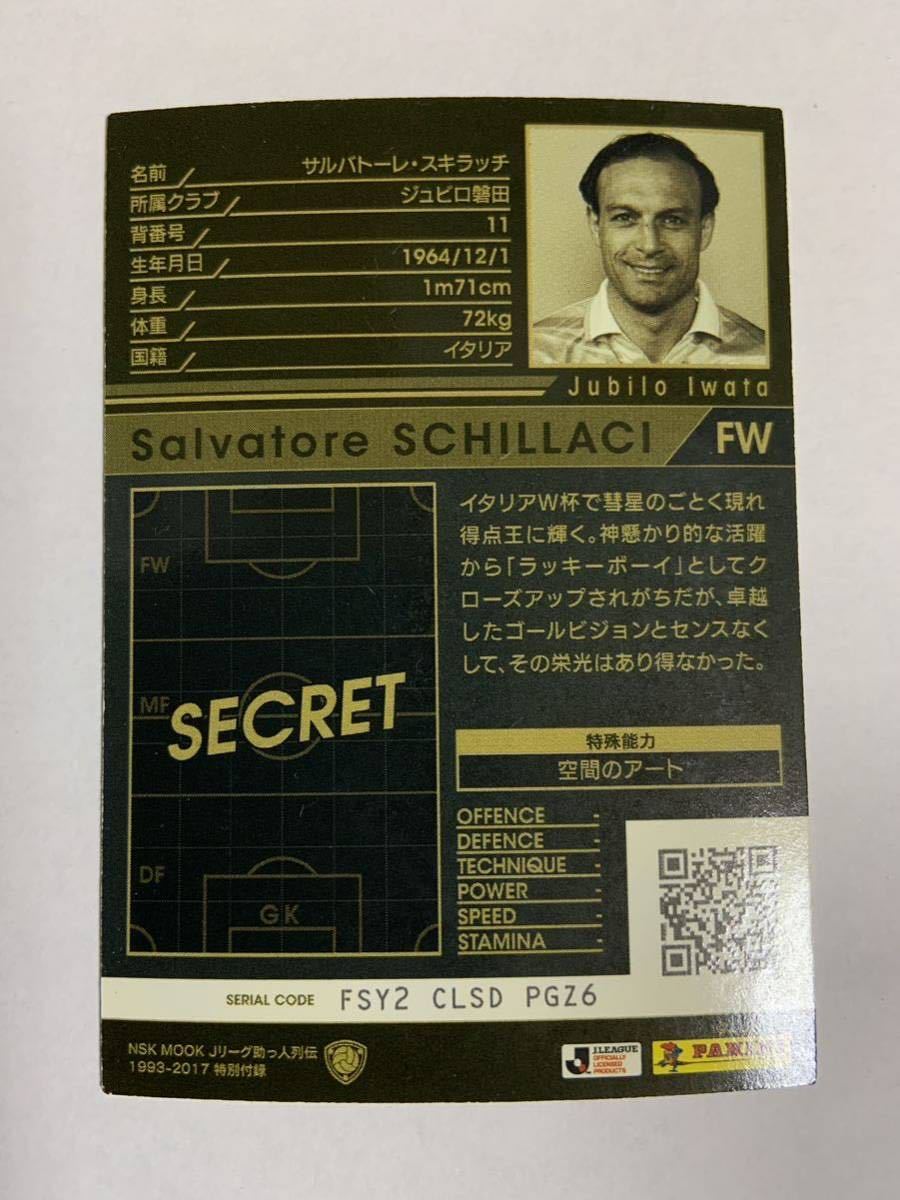 名前 サルバトーレ・スキラッチ
所属クラブ ジュビロ磐田
背番号 11
生年月日 1964/12/1
身長 1m71cm
体重 72kg
国籍 イタリア
Jubilo Iwata
Salvatore SCHILLACI FW
イタリアW杯で彗星のごとく現れ
得点王に輝く。神懸かり的な活躍
から「ラッキーボーイ」としてク
ローズアップされがちだが、卓越
したゴールビジョンとセンスなく
して、その栄光はあり得なかった。
FW
MF
SECRET
DF
GK
特殊能力
空間のアート
OFFENCE
DEFENCE
TECHNIQUE
POWER
SPEED
STAMINA
SERIAL CODE FSY2 CLSD PGZ6
NSK MOOK Jリーグ助っ人列伝
1993-2017 特別付録
J.LEAGUE
OFFICIALLY
LICENSED
PRODUCTS
PANINI